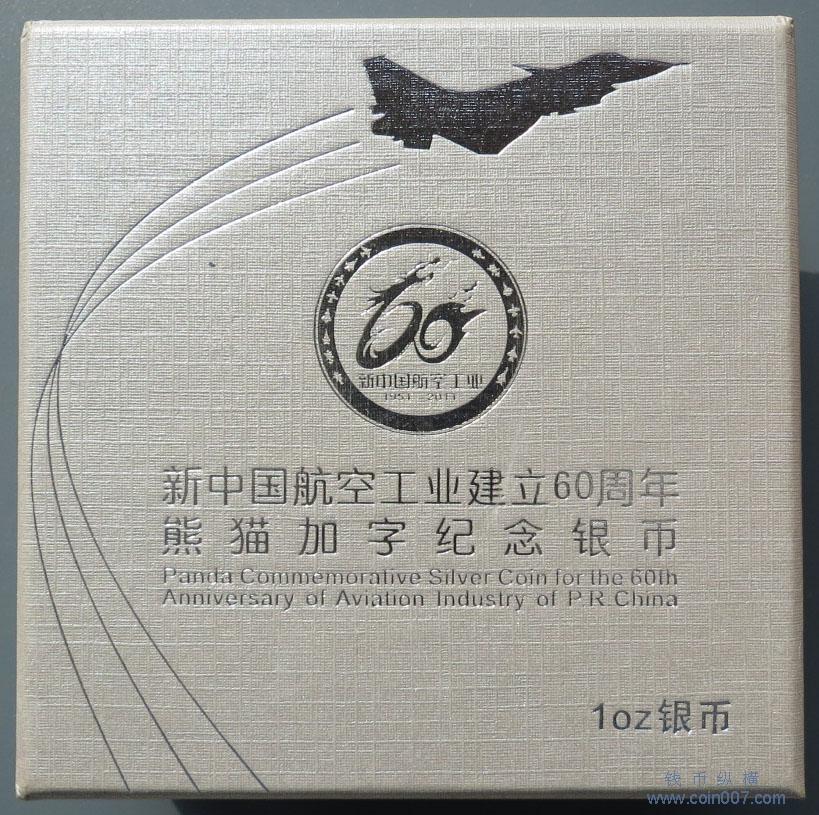 60
新中国航空工业
1951-2011
新中国航空工业建立60周年
熊猫加字纪念银币
Panda Commemorative Silver Coin for the 60th
Anniversary of Aviation Industry of P.R.China
1oz银币
钱币纵横
www.coin007.com